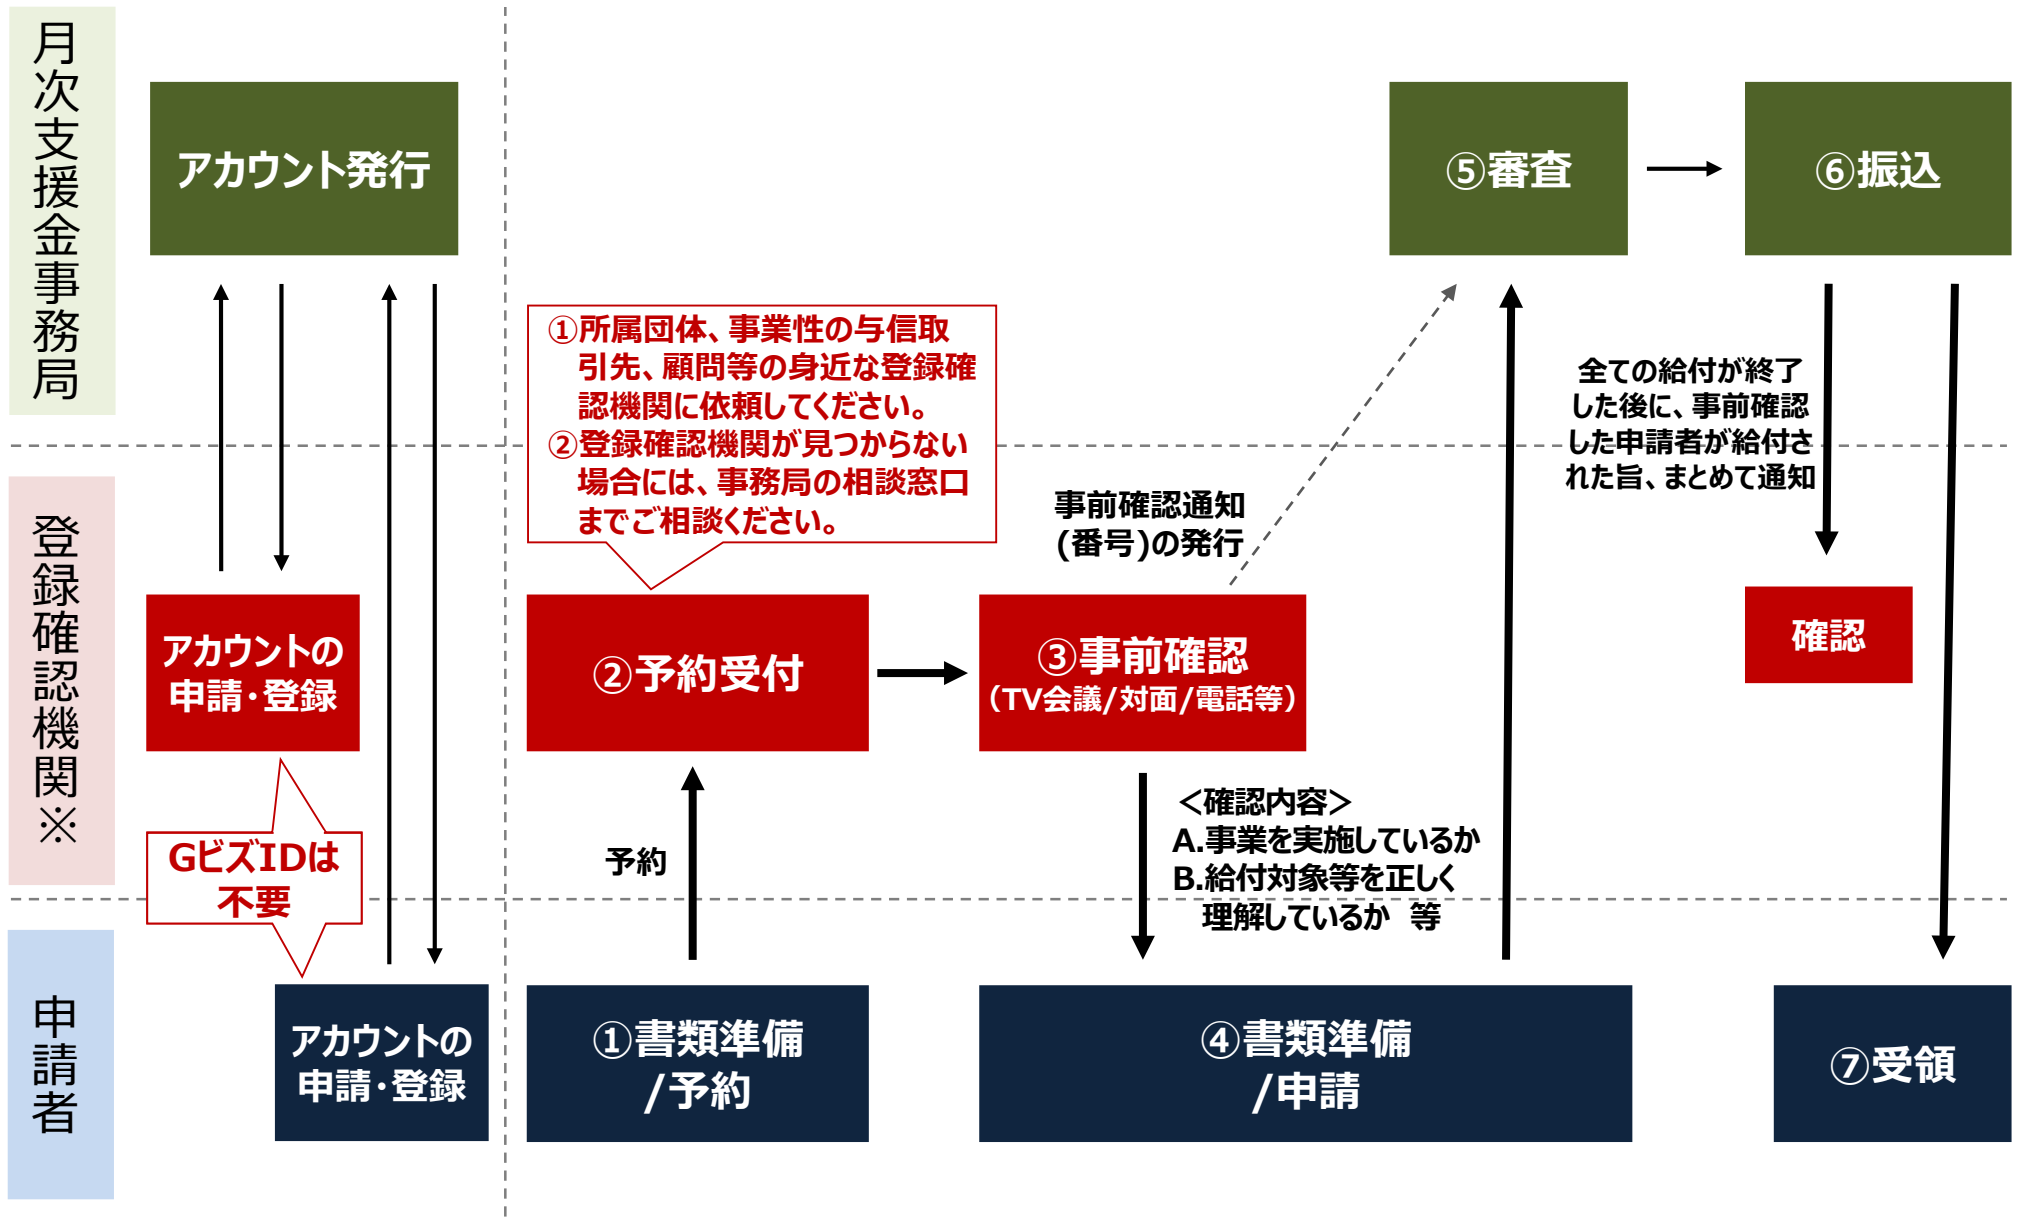 月次支援金事務局
アカウント発行
⑤審査
⑥振込
①所属団体、事業性の与信取
引先、顧問等の身近な登録確
認機関に依頼してください。
②登録確認機関が見つからない
場合には、事務局の相談窓口
までご相談ください。
全ての給付が終了
した後に、事前確認
した申請者が給付さ
れた旨、まとめて通知
事前確認通知
(番号)の発行
登録確認機関※
アカウントの
申請・登録
②予約受付
③事前確認
（TV会議/対面/電話等）
確認
GビズIDは
不要
予約
＜確認内容＞
A.事業を実施しているか
B.給付対象等を正しく
理解しているか　等
申請者
アカウントの
申請・登録
①書類準備
/予約
④書類準備
/申請
⑦受領